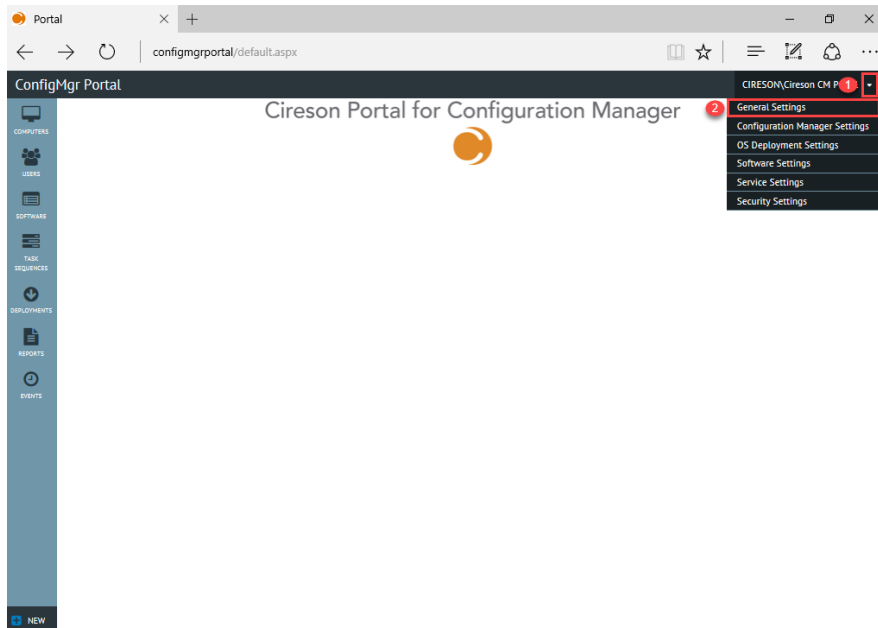 Portal
configmgrportal/default.aspx
ConfigMgr Portal
CIRESON\Cireson CM P
1
Cireson Portal for Configuration Manager
2
General Settings
Configuration Manager Settings
OS Deployment Settings
Software Settings
Service Settings
Security Settings
COMPUTERS
USERS
SOFTWARE
TASK
SEQUENCES
DEPLOYMENTS
REPORTS
EVENTS
NEW